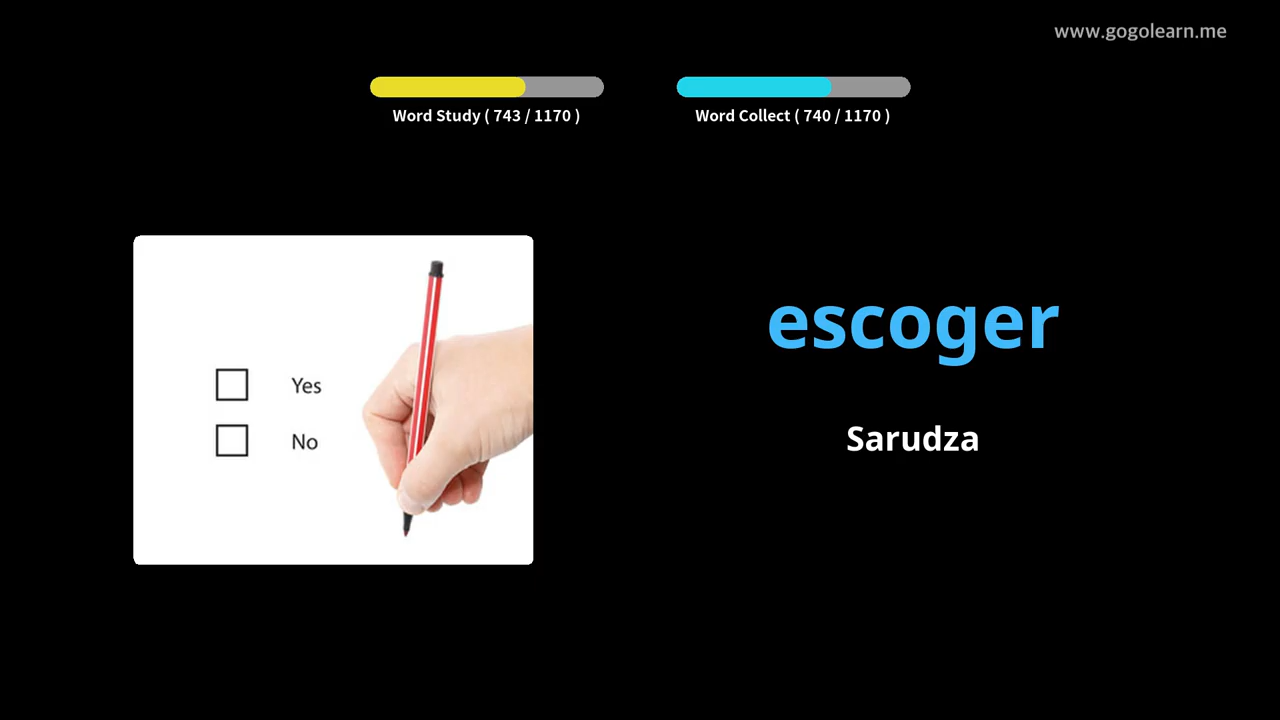 www.gogolearn.me
Word Study ( 743 / 1170 )
Word Collect ( 740 / 1170 )
escoger
Sarudza
Yes
No